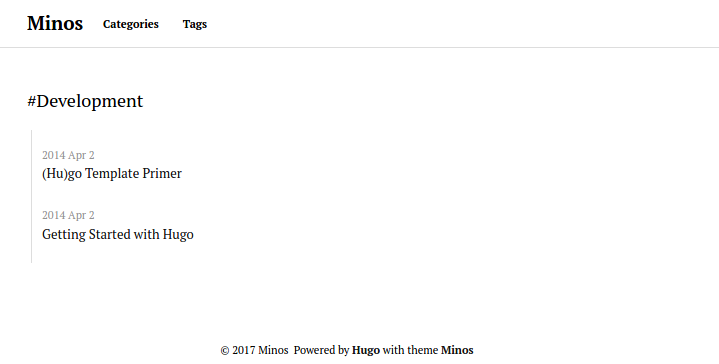 Minos Categories Tags
#Development
2014 Apr 2
(Hu)go Template Primer
2014 Apr 2
Getting Started with Hugo
© 2017 Minos Powered by Hugo with theme Minos